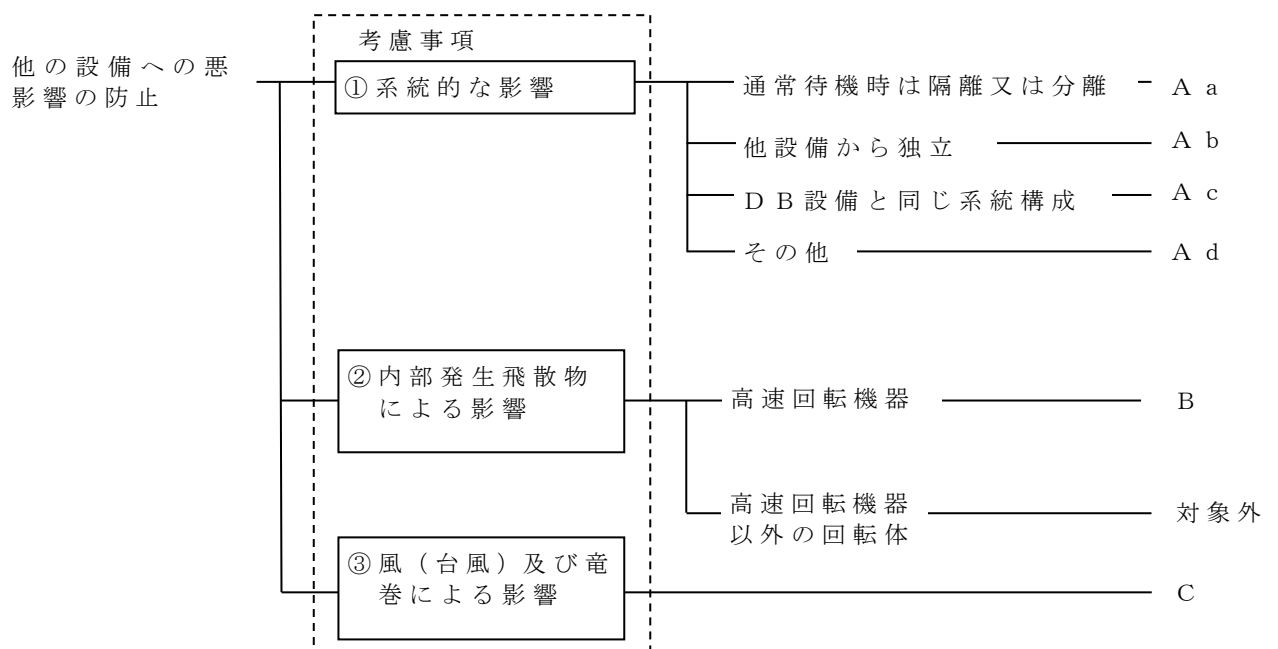 他の設備への悪
影響の防止
考慮事項
①系統的な影響
通常待機時は隔離又は分離
Ａａ
他設備から独立
Ａｂ
ＤＢ設備と同じ系統構成
Ａｃ
その他
Ａｄ
②内部発生飛散物
による影響
高速回転機器
Ｂ
高速回転機器
以外の回転体
対象外
③風（台風）及び竜
巻による影響
Ｃ